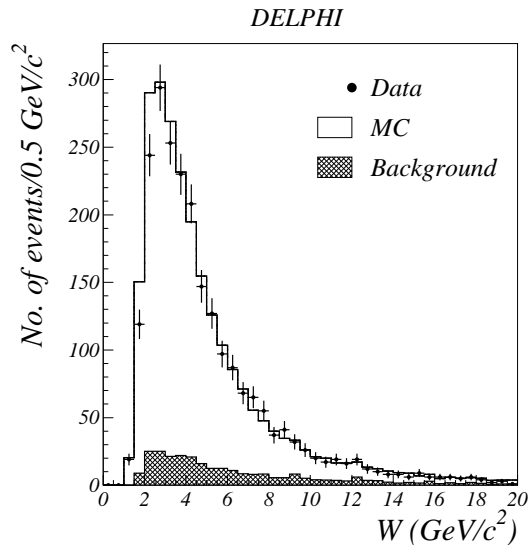 DELPHI
No. of events/0.5 GeV/c²
300
250
200
150
100
50
0
Data
MC
Background
0 2 4 6 8 10 12 14 16 18 20
W (GeV/c²)